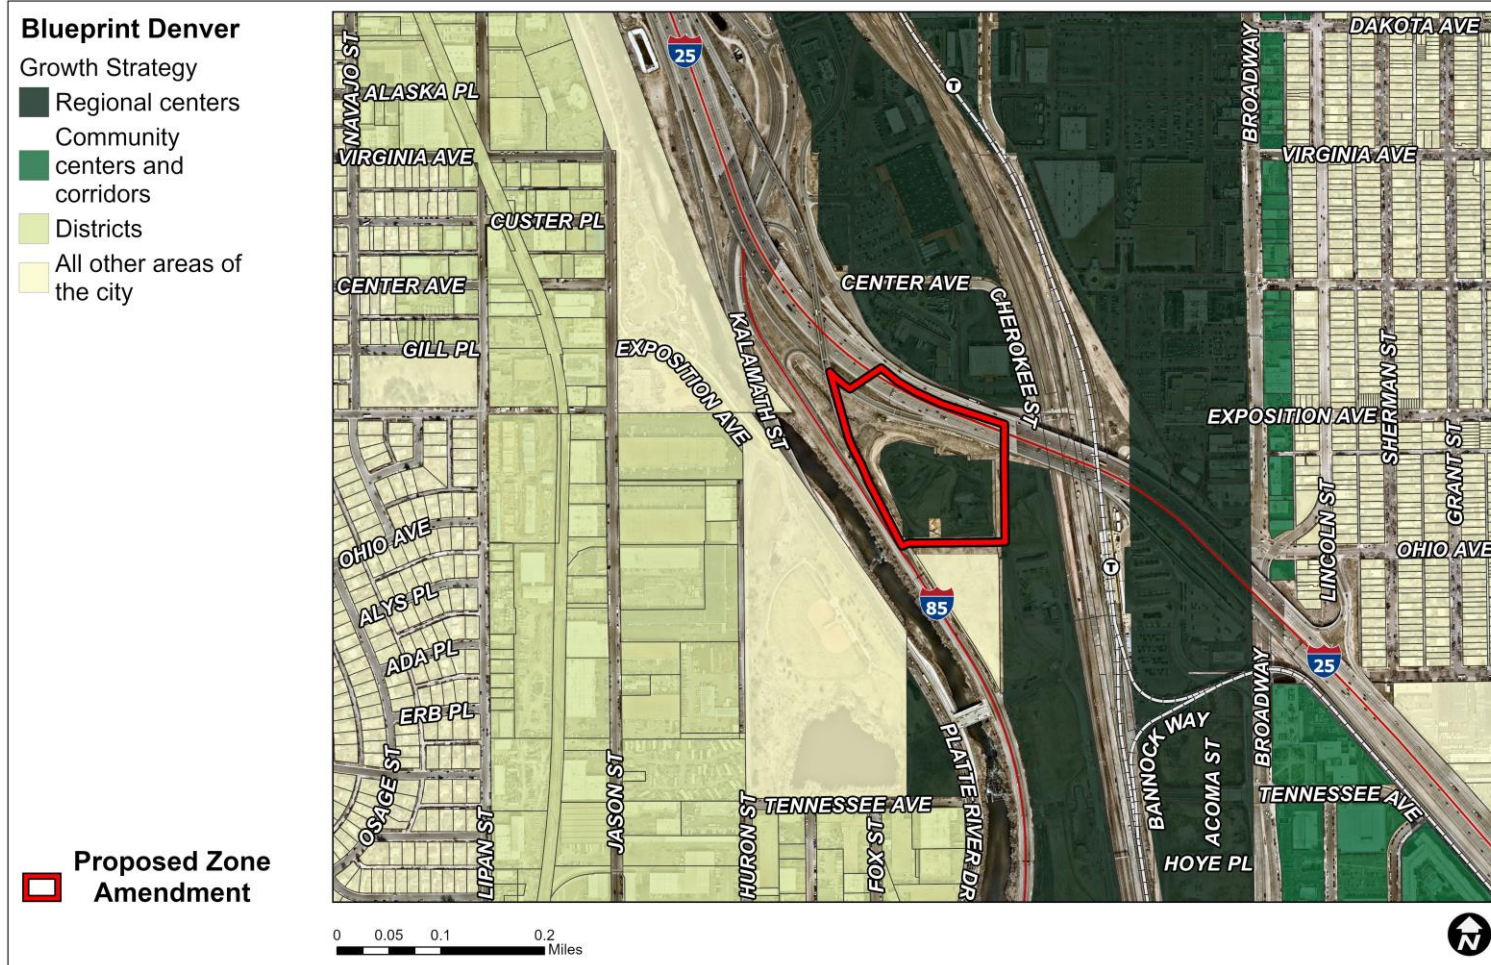 Blueprint Denver
Growth Strategy
Regional centers
Community
centers and
corridors
Districts
All other areas of
the city
Proposed Zone
Amendment
NAVAJO ST
ALASKA PL
VIRGINIA AVE
CUSTER PL
CENTER AVE
GILL PL
EXPOSITION AVE
KALAMATH ST
25
T
BROADWAY
DAKOTA AVE
VIRGINIA AVE
CENTER AVE
CHEROKEE ST
SHERMAN ST
EXPOSITION AVE
GRANT ST
LINCOLN ST
OHIO AVE
OHIO AVE
ALYS PL
ADA PL
ERB PL
OSAGE ST
LIPAN ST
JASON ST
HURON ST
TENNESSEE AVE
FOX ST
PLATTE RIVER DR
85
T
25
BROADWAY
BANNOCK WAY
ACOMA ST
HOYE PL
TENNESSEE AVE
0 0.05 0.1 0.2
Miles
N